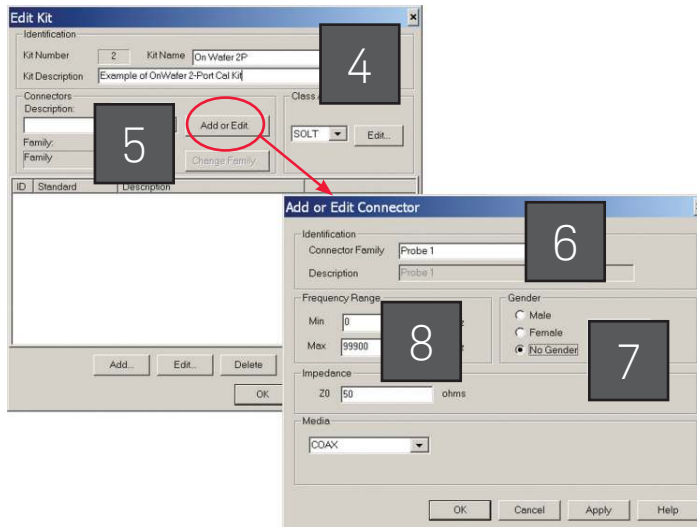 Edit Kit
Identification
Kit Number 2 Kit Name On Wafer 2P
Kit Description Example of OnWafer 2-Port Cal Kit
4
Connectors
Description:
Class A
5
Add or Edit
SOLT Edit...
Family:
Family
Change Family
ID Standard Description
Add... Edit... Delete
OK
Add or Edit Connector
Identification
Connector Family Probe 1
Description Probe 1
6
Frequency Range
Min 0
Max 99900
8
Gender
Male
Female
No Gender
7
Impedance
Z0 50 ohms
Media
COAX
OK Cancel Apply Help